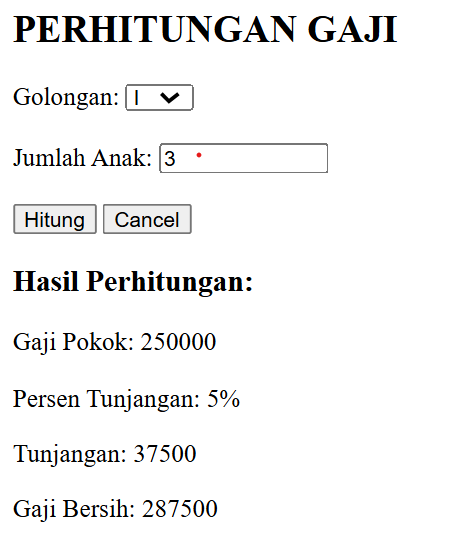 PERHITUNGAN GAJI
Golongan: I
Jumlah Anak: 3
Hitung Cancel
Hasil Perhitungan:
Gaji Pokok: 250000
Persen Tunjangan: 5%
Tunjangan: 37500
Gaji Bersih: 287500